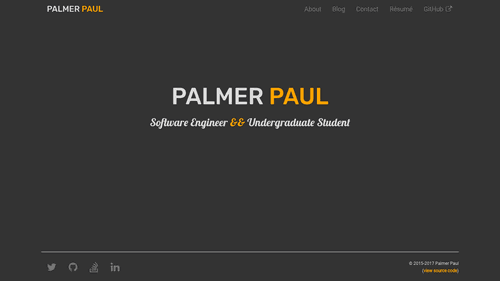 PALMER PAUL
About Blog Contact Résumé GitHub
PALMER PAUL
Software Engineer && Undergraduate Student
© 2015-2017 Palmer Paul
(view source code)